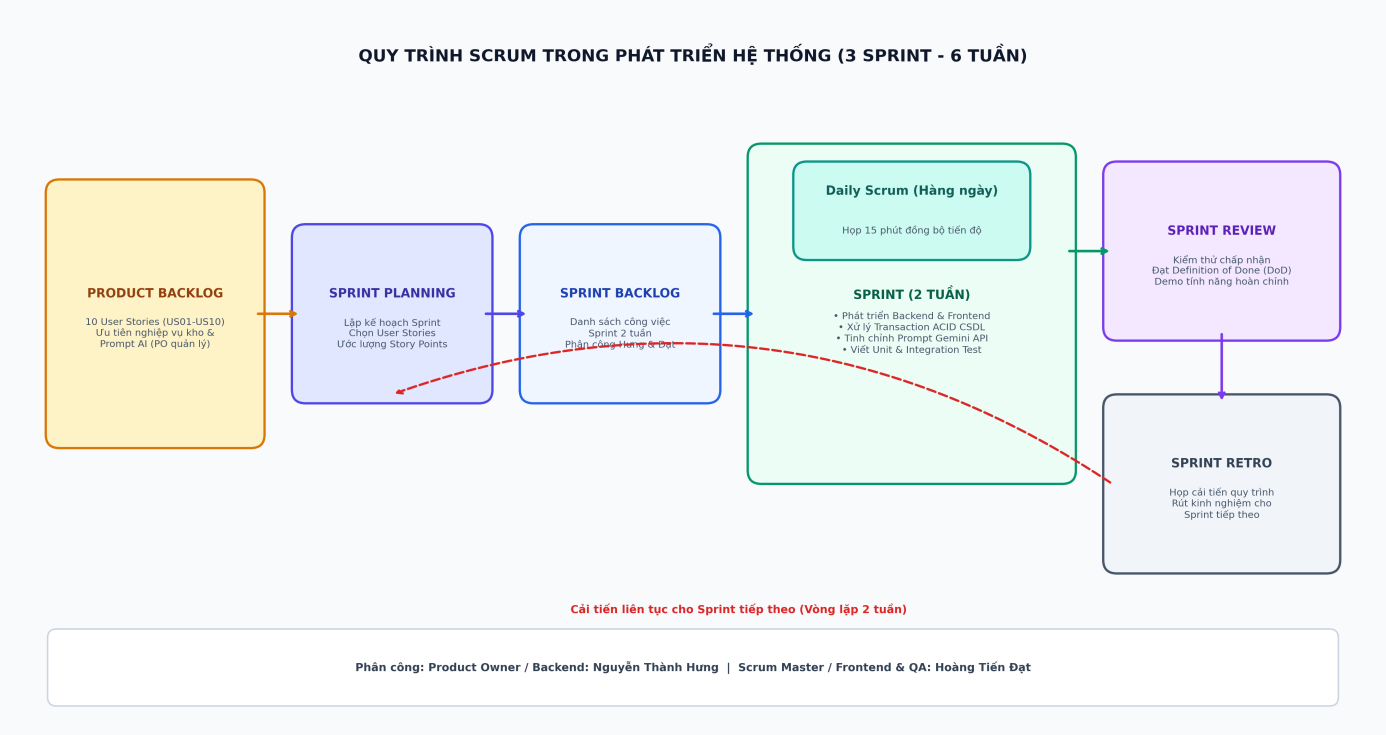 QUY TRÌNH SCRUM TRONG PHÁT TRIỂN HỆ THỐNG (3 SPRINT - 6 TUẦN)
PRODUCT BACKLOG
10 User Stories (US01-US10)
Ưu tiên nghiệp vụ kho &
Prompt AI (PO quản lý)
SPRINT PLANNING
Lập kế hoạch Sprint
Chọn User Stories
Ước lượng Story Points
SPRINT BACKLOG
Danh sách công việc
Sprint 2 tuần
Phân công Hưng & Đạt
Daily Scrum (Hàng ngày)
Họp 15 phút đồng bộ tiến độ
SPRINT (2 TUẦN)
• Phát triển Backend & Frontend
• Xử lý Transaction ACID CSDL
• Tinh chỉnh Prompt Gemini API
• Viết Unit & Integration Test
SPRINT REVIEW
Kiểm thử chấp nhận
Đạt Definition of Done (DoD)
Demo tính năng hoàn chỉnh
SPRINT RETRO
Họp cải tiến quy trình
Rút kinh nghiệm cho
Sprint tiếp theo
Cải tiến liên tục cho Sprint tiếp theo (Vòng lặp 2 tuần)
Phân công: Product Owner / Backend: Nguyễn Thành Hưng | Scrum Master / Frontend & QA: Hoàng Tiến Đạt